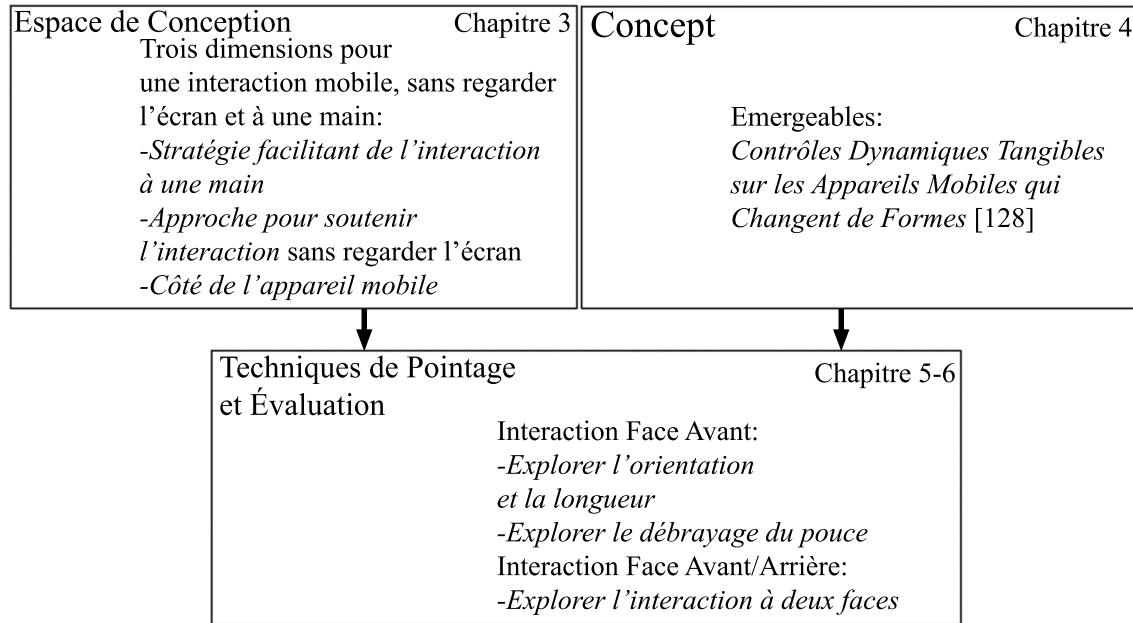 Espace de Conception Chapitre 3
Trois dimensions pour
une interaction mobile, sans regarder
l'écran et à une main:
-Stratégie facilitant de l'interaction
à une main
-Approche pour soutenir
l'interaction sans regarder l'écran
-Côté de l'appareil mobile
Concept Chapitre 4
Emergeables:
Contrôles Dynamiques Tangibles
sur les Appareils Mobiles qui
Changent de Formes [128]
Techniques de Pointage Chapitre 5-6
et Évaluation
Interaction Face Avant:
-Explorer l'orientation
et la longueur
-Explorer le débrayage du pouce
Interaction Face Avant/Arrière:
-Explorer l'interaction à deux faces